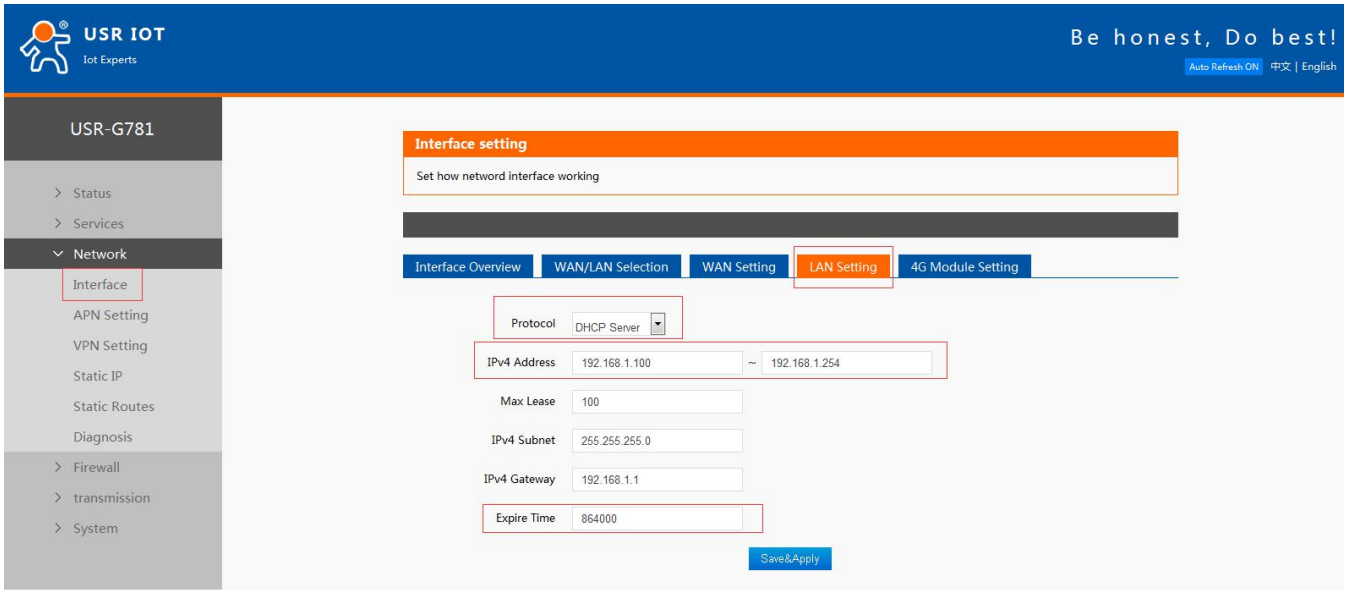 USR IOT
Iot Experts
®
Be honest, Do best!
Auto Refresh ON 中文 | English
USR-G781
> Status
> Services
Network
Interface
APN Setting
VPN Setting
Static IP
Static Routes
Diagnosis
> Firewall
> transmission
> System
Interface setting
Set how netword interface working
Interface Overview WAN/LAN Selection WAN Setting LAN Setting 4G Module Setting
Protocol DHCP Server
IPv4 Address 192.168.1.100 ~ 192.168.1.254
Max Lease 100
IPv4 Subnet 255.255.255.0
IPv4 Gateway 192.168.1.1
Expire Time 864000
Save&Apply